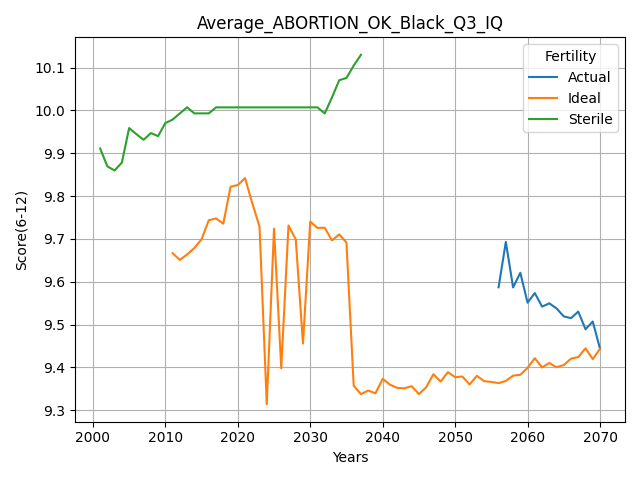 Average_ABORTION_OK_Black_Q3_IQ
Fertility
Actual
Ideal
Sterile
Score(6-12)
10.1
10.0
9.9
9.8
9.7
9.6
9.5
9.4
9.3
2000 2010 2020 2030 2040 2050 2060 2070
Years